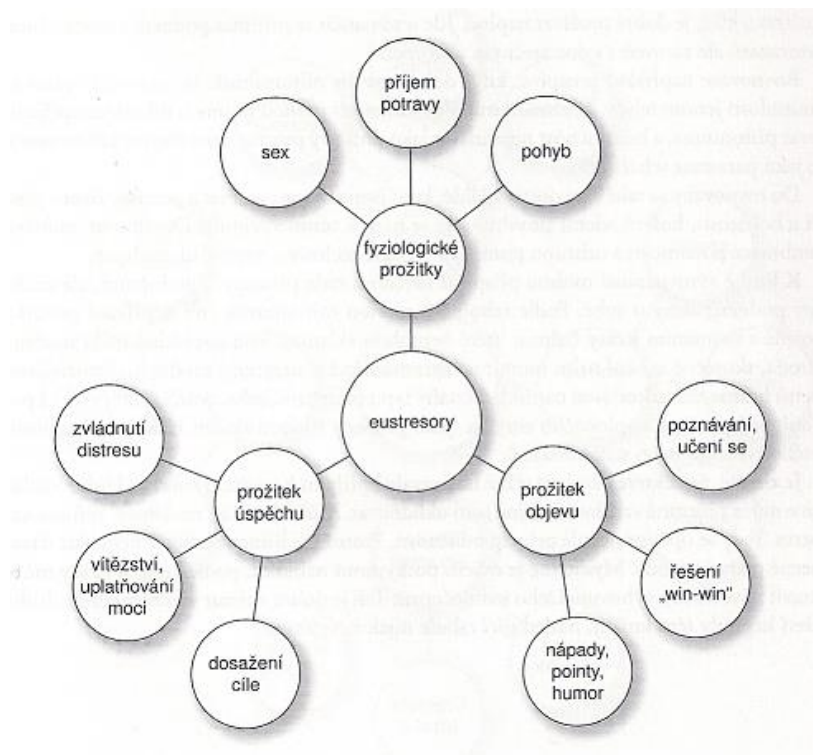 příjem
potravy
sex
pohyb
fyziologické
prožitky
eustresory
zvládnutí
distresu
poznávání,
učení se
prožitek
úspěchu
prožitek
objevu
vítězství,
uplatňování
moci
řešení
„win-win“
dosažení
cíle
nápady,
pointy,
humor